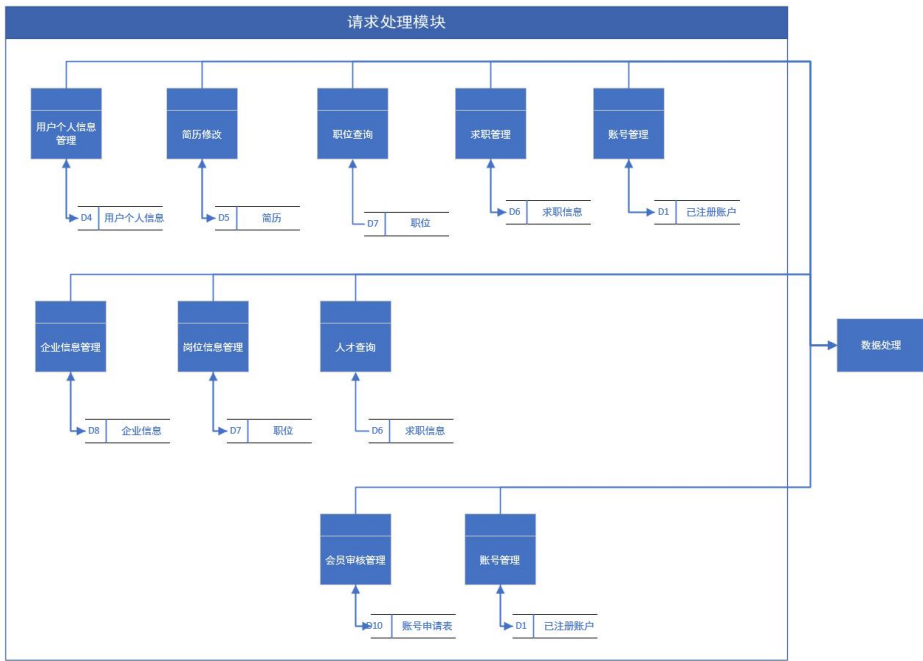 请求处理模块
用户个人信息
管理
简历修改
职位查询
求职管理
账号管理
D4 用户个人信息
D5 简历
D7 职位
D6 求职信息
D1 已注册账户
企业信息管理
岗位信息管理
人才查询
数据处理
D8 企业信息
D7 职位
D6 求职信息
会员审核管理
账号管理
D10 账号申请表
D1 已注册账户